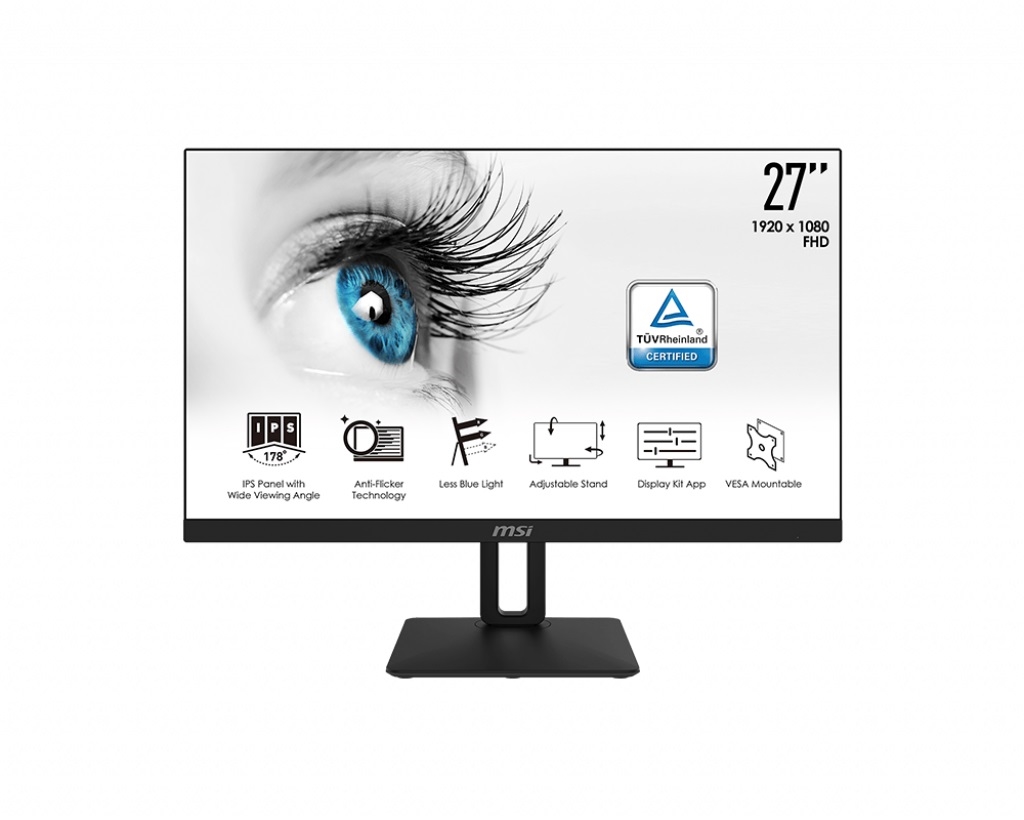 27”
1920 x 1080
FHD
TÜVRheinland®
CERTIFIED
IPS
178°
IPS Panel with
Wide Viewing Angle
Anti-Flicker
Technology
Less Blue Light
Adjustable Stand
Display Kit App
VESA Mountable
msi